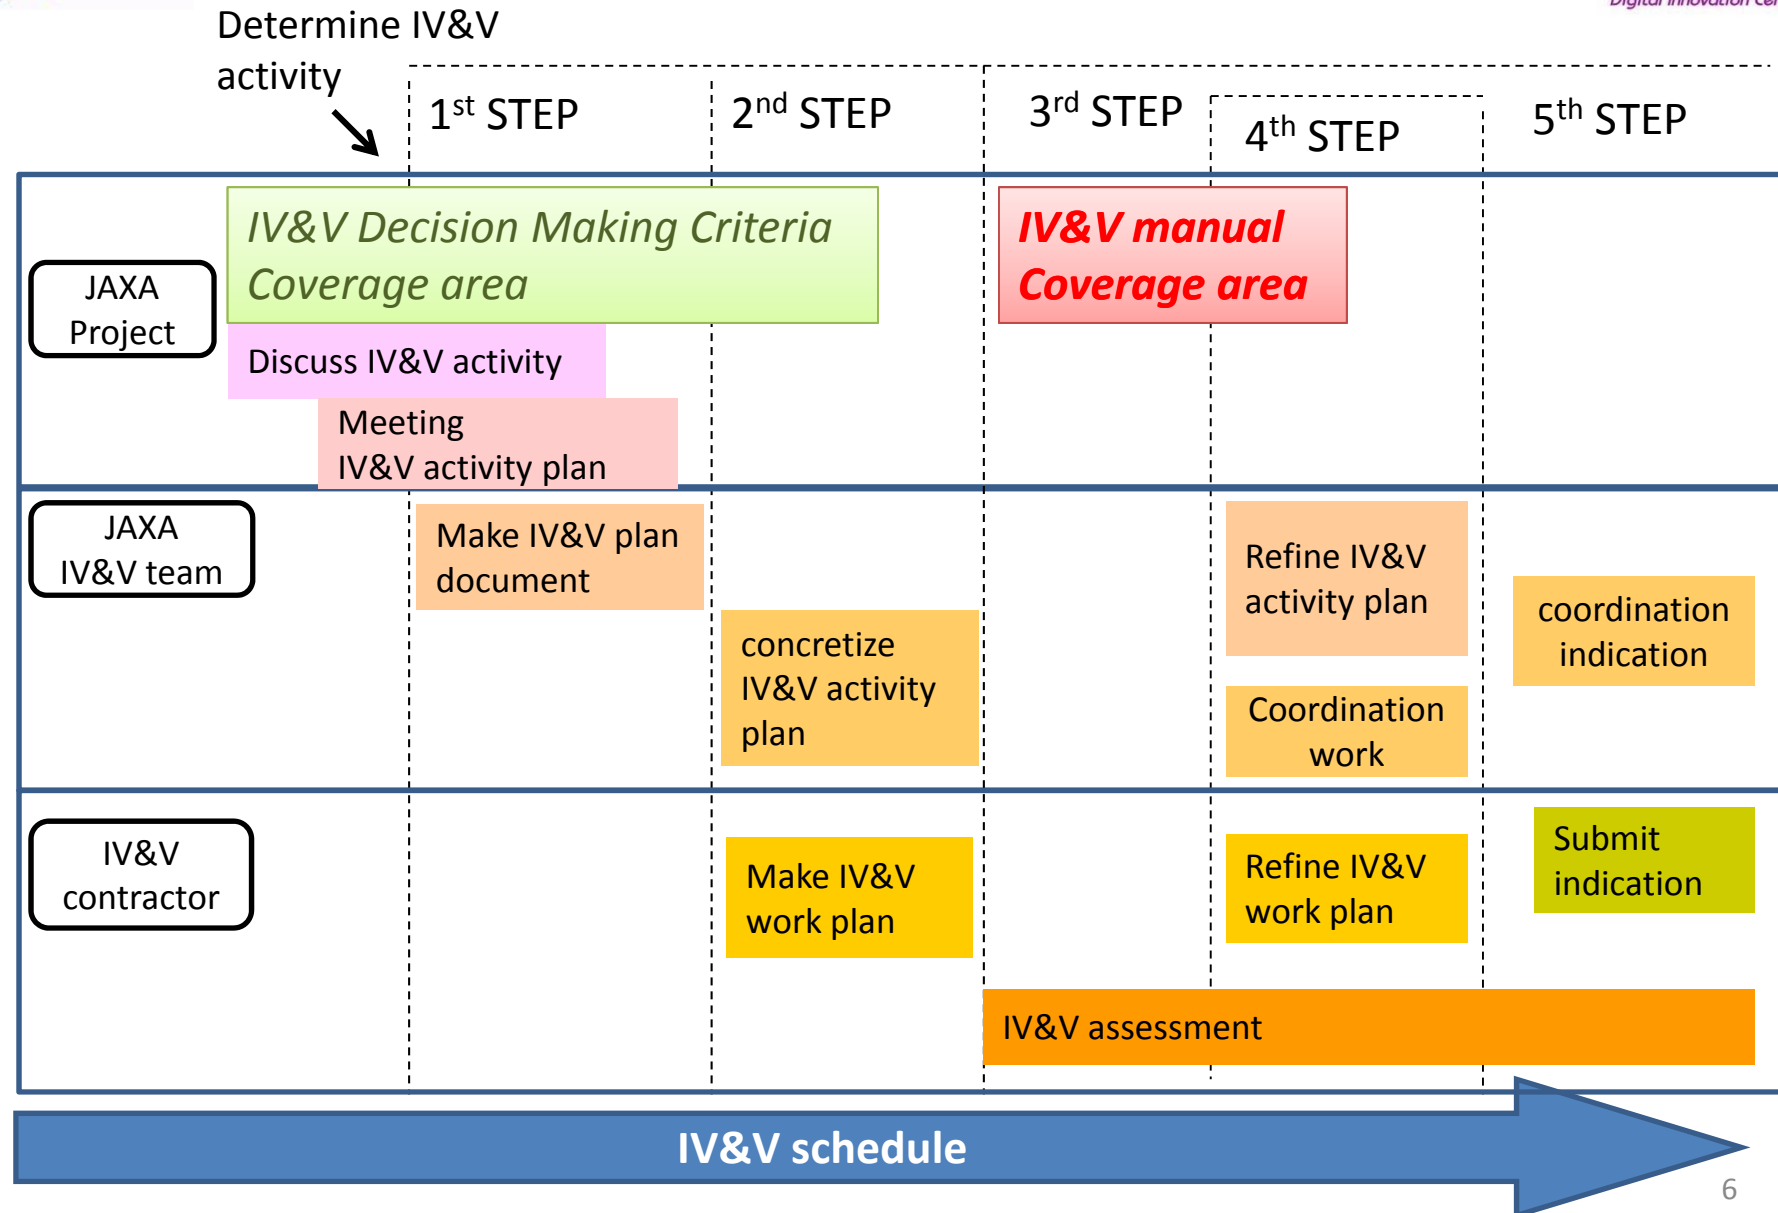 Digital Innovation Cen
Determine IV&V
activity
1st STEP
2nd STEP
3rd STEP
4th STEP
5th STEP
IV&V Decision Making Criteria
Coverage area
IV&V manual
Coverage area
JAXA
Project
Discuss IV&V activity
Meeting
IV&V activity plan
JAXA
IV&V team
Make IV&V plan
document
concretize
IV&V activity
plan
Refine IV&V
activity plan
Coordination
work
coordination
indication
IV&V
contractor
Make IV&V
work plan
Refine IV&V
work plan
Submit
indication
IV&V assessment
IV&V schedule
6